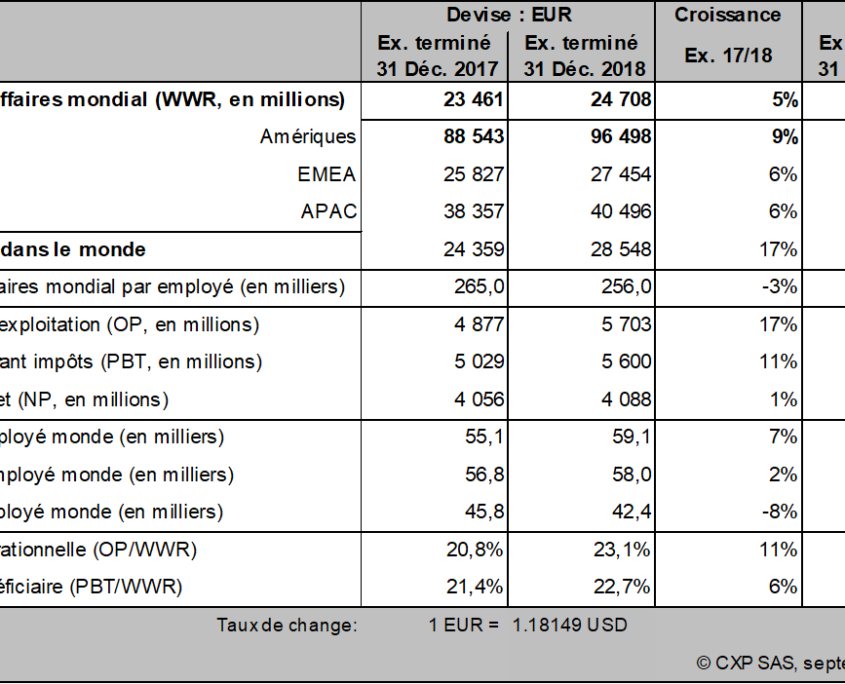 Devise : EUR Croissance
Ex. terminé Ex. terminé Ex. 17/18 Ex
31 Déc. 2017 31 Déc. 2018 31
ffaires mondial (WWR, en millions) 23 461 24 708 5%
Amériques 88 543 96 498 9%
EMEA 25 827 27 454 6%
APAC 38 357 40 496 6%
dans le monde 24 359 28 548 17%
aires mondial par employé (en milliers) 265,0 256,0 -3%
exploitation (OP, en millions) 4 877 5 703 17%
ant impôts (PBT, en millions) 5 029 5 600 11%
et (NP, en millions) 4 056 4 088 1%
ployé monde (en milliers) 55,1 59,1 7%
mployé monde (en milliers) 56,8 58,0 2%
ployé monde (en milliers) 45,8 42,4 -8%
rationnelle (OP/WWR) 20,8% 23,1% 11%
éficiaire (PBT/WWR) 21,4% 22,7% 6%
Taux de change: 1 EUR = 1.18149 USD
© CXP SAS, septe